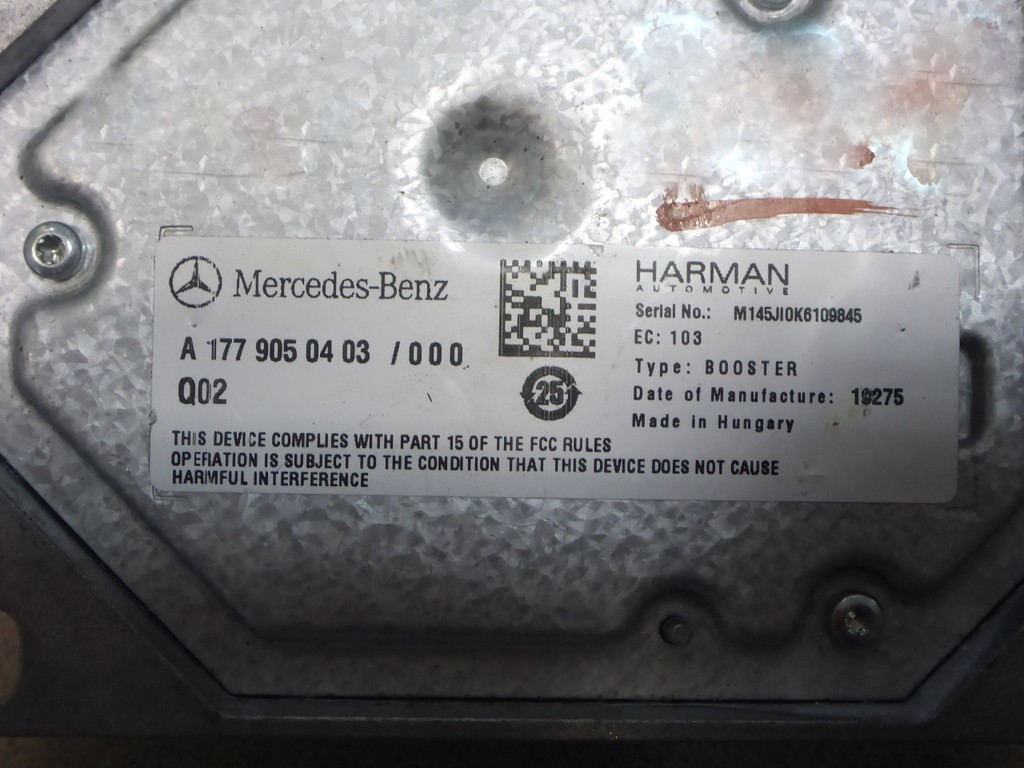 Mercedes-Benz
A 177 905 04 03 /000
Q02
25
HARMAN
AUTOMOTIVE
Serial No.: M145JI0K6109845
EC: 103
Type: BOOSTER
Date of Manufacture:
Made in Hungary
THIS DEVICE COMPLIES WITH PART 15 OF THE FCC RULES
OPERATION IS SUBJECT TO THE CONDITION THAT THIS DEVICE DOES NOT CAUSE
HARMFUL INTERFERENCE